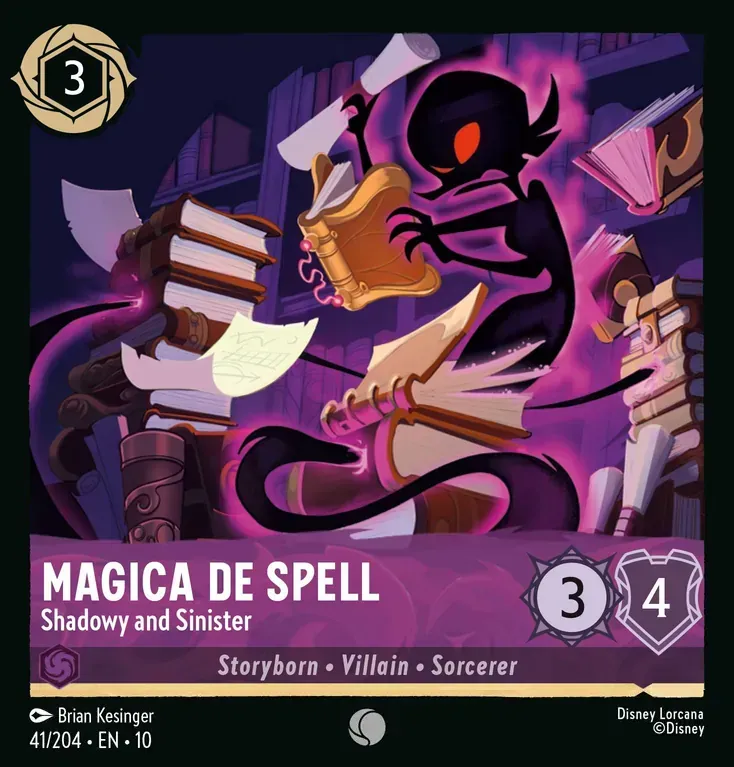 3
MAGICA DE SPELL
Shadowy and Sinister
3
4
Storyborn • Villain • Sorcerer
Brian Kesinger
41/204 • EN • 10
Disney Lorcana
©Disney